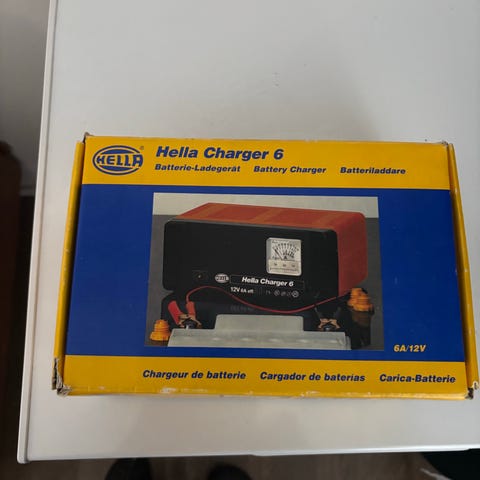 HELLA®
Hella Charger 6
Batterie-Ladegerät Battery Charger Batteriladdare
HELLA Hella Charger 6
12V 6A eff
6A/12V
Chargeur de batterie Cargador de baterías Carica-Batterie